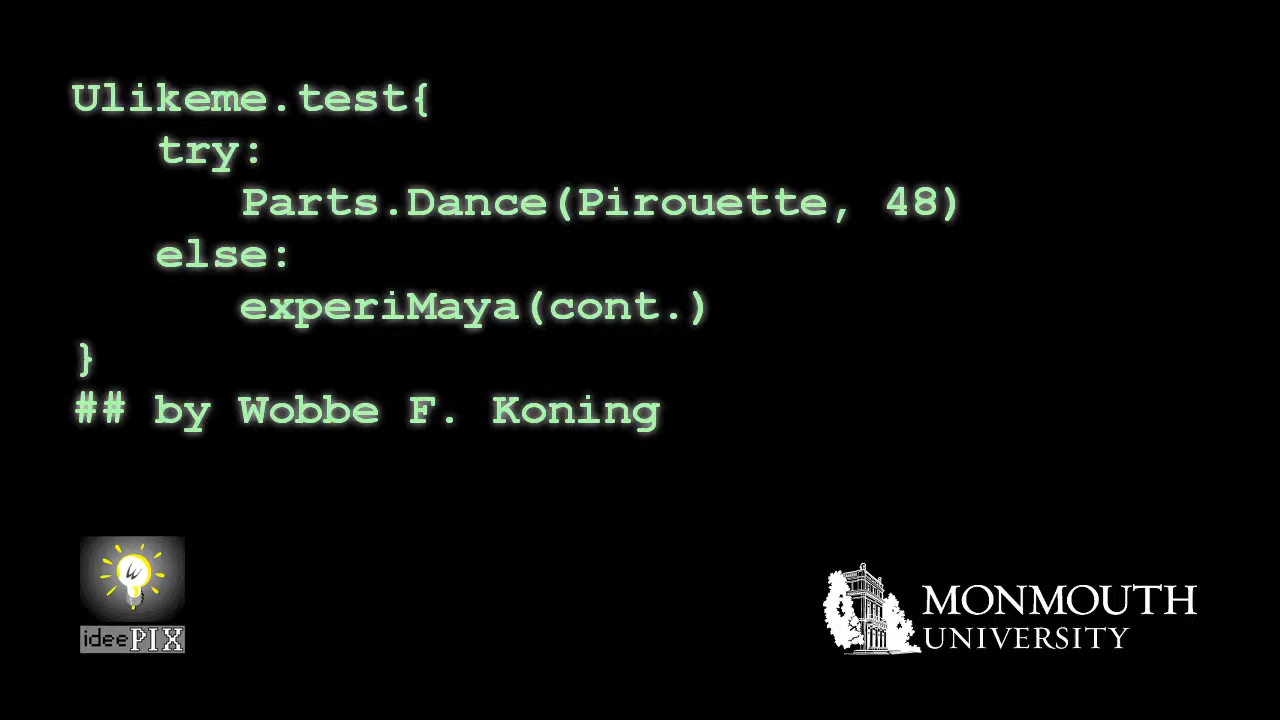 Ulikeme.test{
try:
Parts.Dance(Pirouette, 48)
else:
experiMaya(cont.)
}
## by Wobbe F. Koning
W
ideePIX
MONMOUTH
UNIVERSITY